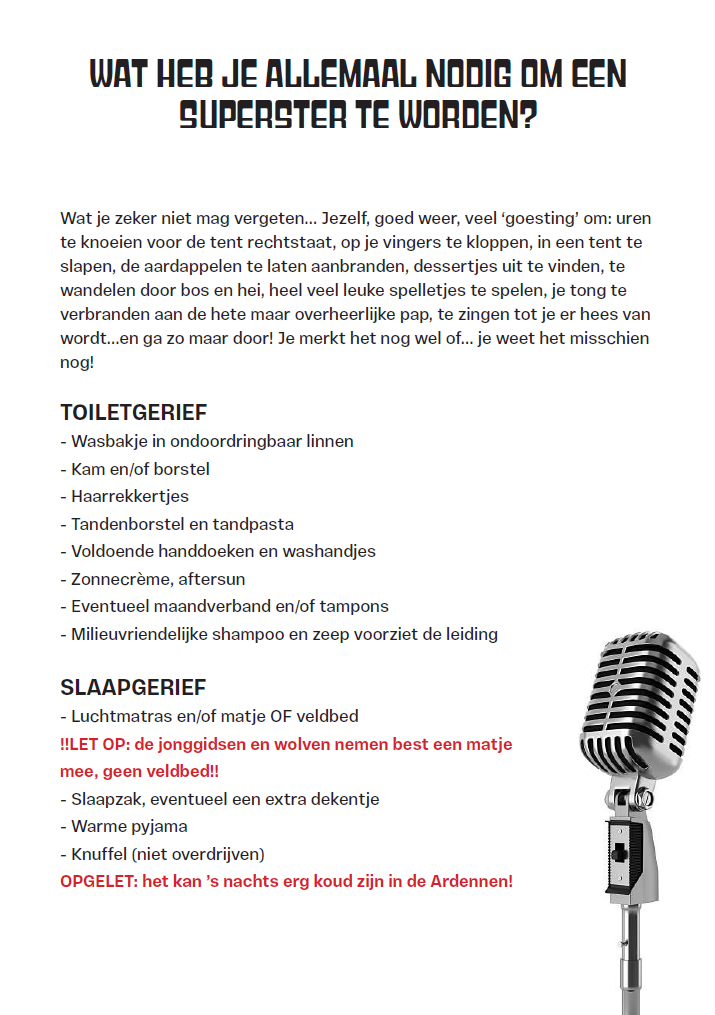 WAT HEB JE ALLEMAAL NODIG OM EEN
SUPERSTER TE WORDEN?
Wat je zeker niet mag vergeten... Jezelf, goed weer, veel ‘goesting’ om: uren
te knoeien voor de tent rechtstaat, op je vingers te kloppen, in een tent te
slapen, de aardappelen te laten aanbranden, dessertjes uit te vinden, te
wandelen door bos en hei, heel veel leuke spelletjes te spelen, je tong te
verbranden aan de hete maar overheerlijke pap, te zingen tot je er hees van
wordt...en ga zo maar door! Je merkt het nog wel of... je weet het misschien
nog!
TOILETGERIEF
- Wasbakje in ondoordringbaar linnen
- Kam en/of borstel
- Haarrekkertjes
- Tandenborstel en tandpasta
- Voldoende handdoeken en washandjes
- Zonnecrème, aftersun
- Eventueel maandverband en/of tampons
- Milieuvriendelijke shampoo en zeep voorziet de leiding
SLAAPGERIEF
- Luchtmatras en/of matje OF veldbed
!!LET OP: de jonggidsen en wolven nemen best een matje
mee, geen veldbed!!
- Slaapzak, eventueel een extra dekentje
- Warme pyjama
- Knuffel (niet overdrijven)
OPGELET: het kan ’s nachts erg koud zijn in de Ardennen!